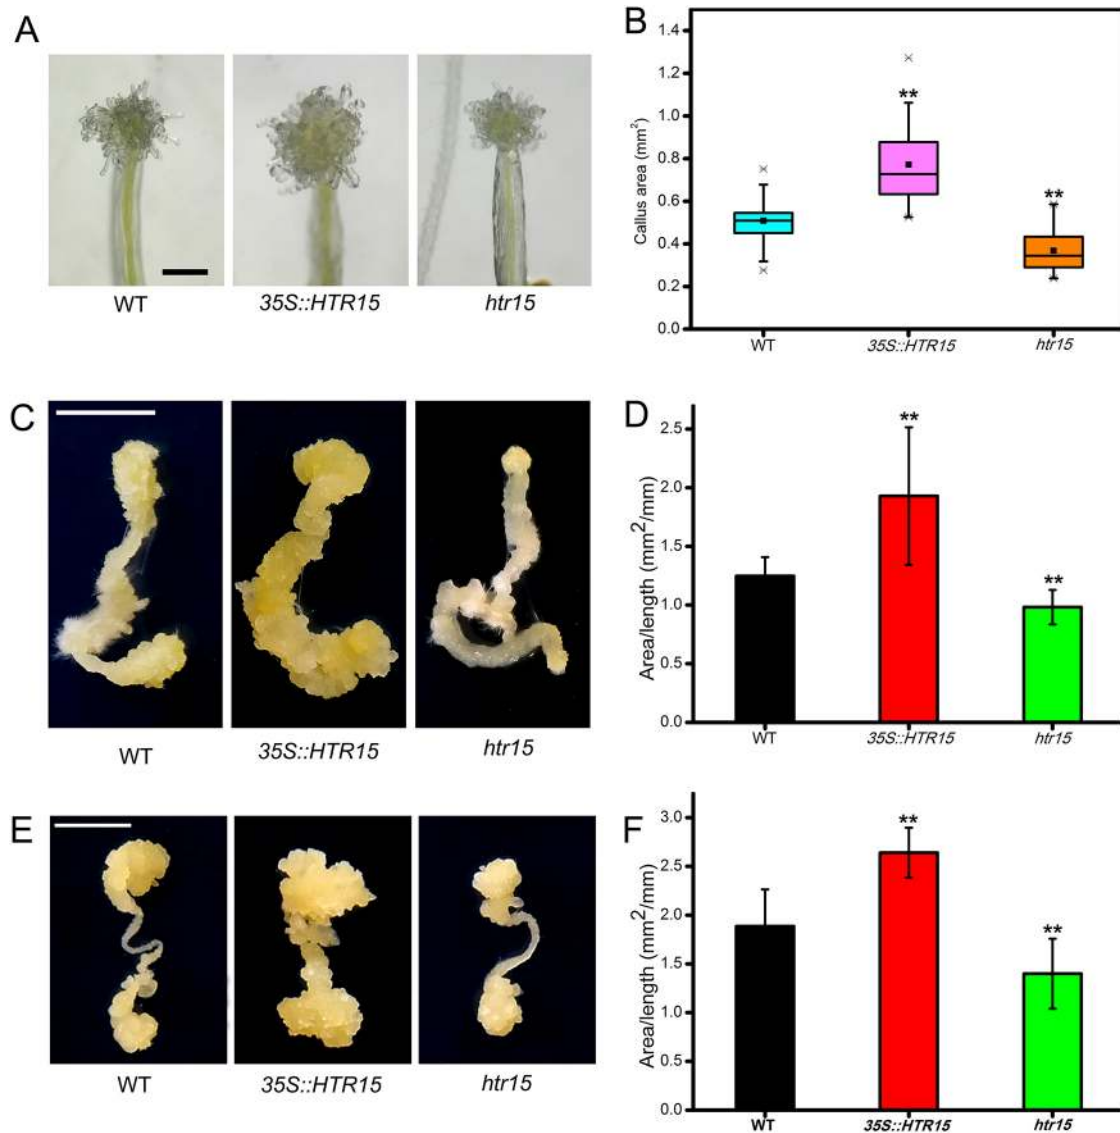 A
WT
35S::HTR15
htr15
B
Callus area (mm²)
1.4
1.2
1.0
0.8
0.6
0.4
0.2
0.0
**
**
WT
35S::HTR15
htr15
C
WT
35S::HTR15
htr15
D
Area/length (mm²/mm)
2.5
2.0
1.5
1.0
0.5
0.0
**
**
WT
35S::HTR15
htr15
E
WT
35S::HTR15
htr15
F
Area/length (mm²/mm)
3.0
2.5
2.0
1.5
1.0
0.5
0.0
**
**
WT
35S::HTR15
htr15